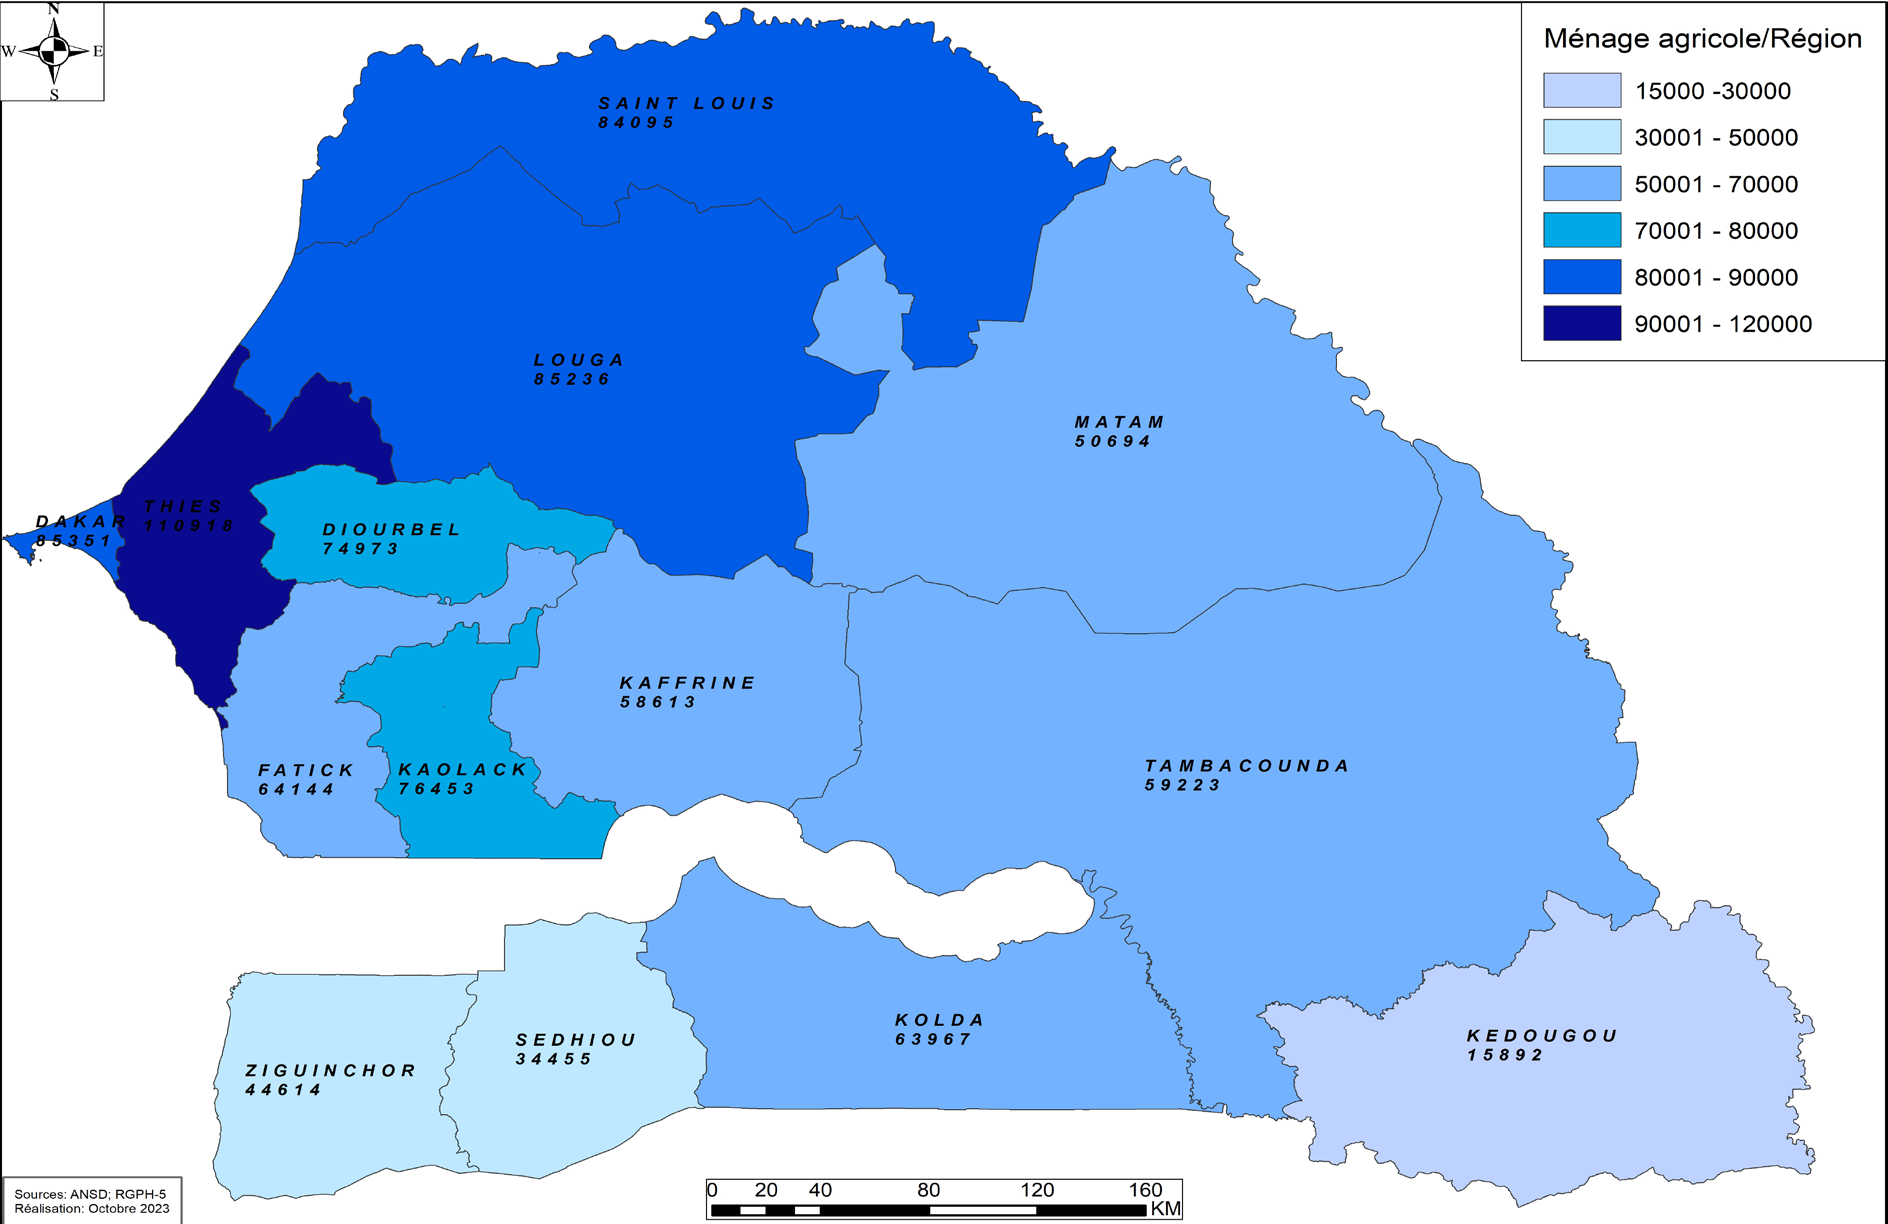 N
W E
S
Ménage agricole/Région
15000 -30000
30001 - 50000
50001 - 70000
70001 - 80000
80001 - 90000
90001 - 120000
SAINT LOUIS
84095
LOUGA
85236
MATAM
50694
THIES
110918
DAKAR
85351
DIOURBEL
74973
KAFFRINE
58613
FATICK
64144
KAOLACK
76453
TAMBACOUNDA
59223
KOLDA
63967
SEDHIOU
34455
KEDOUGOU
15892
ZIGUINCHOR
44614
Sources: ANSD; RGPH-5
Réalisation: Octobre 2023
0 20 40 80 120 160
KM